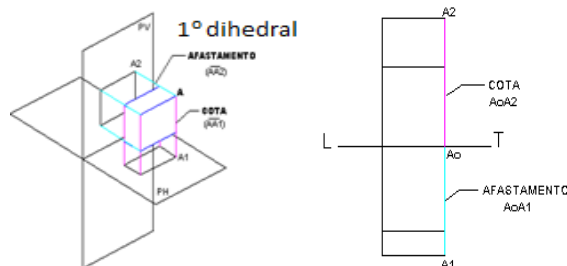 PV
1º dihedral
AFASTAMENTO
(AA2)
A2
A
COTA
(AA1)
A1
PH
A2
COTA
AoA2
L
T
Ao
AFASTAMENTO
AoA1
A1